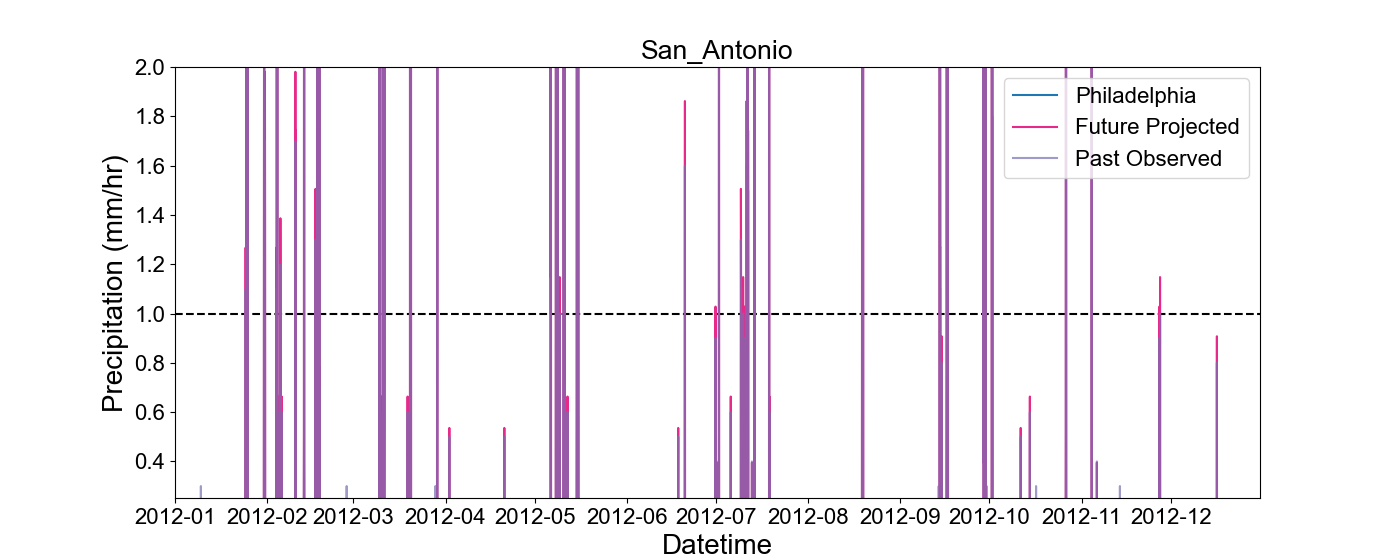 San_Antonio
Precipitation (mm/hr)
2.0
1.8
1.6
1.4
1.2
1.0
0.8
0.6
0.4
Philadelphia
Future Projected
Past Observed
2012-01 2012-02 2012-03 2012-04 2012-05 2012-06 2012-07 2012-08 2012-09 2012-10 2012-11 2012-12
Datetime